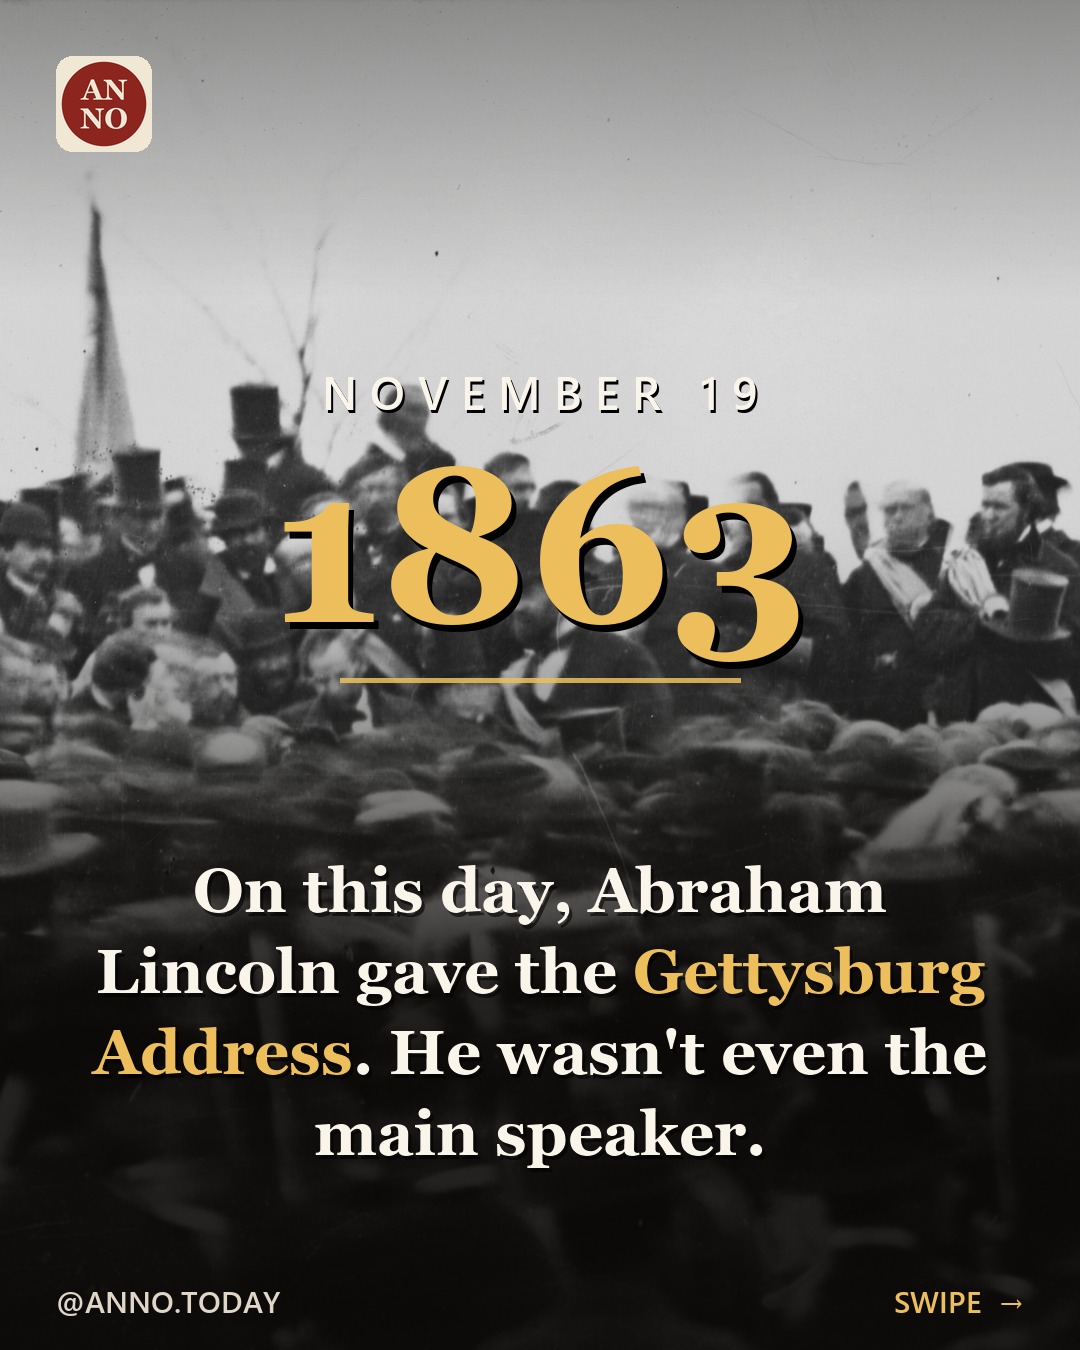 AN
NO
NOVEMBER 19
1863
On this day, Abraham
Lincoln gave the Gettysburg
Address. He wasn't even the
main speaker.
@ANNO.TODAY
SWIPE →